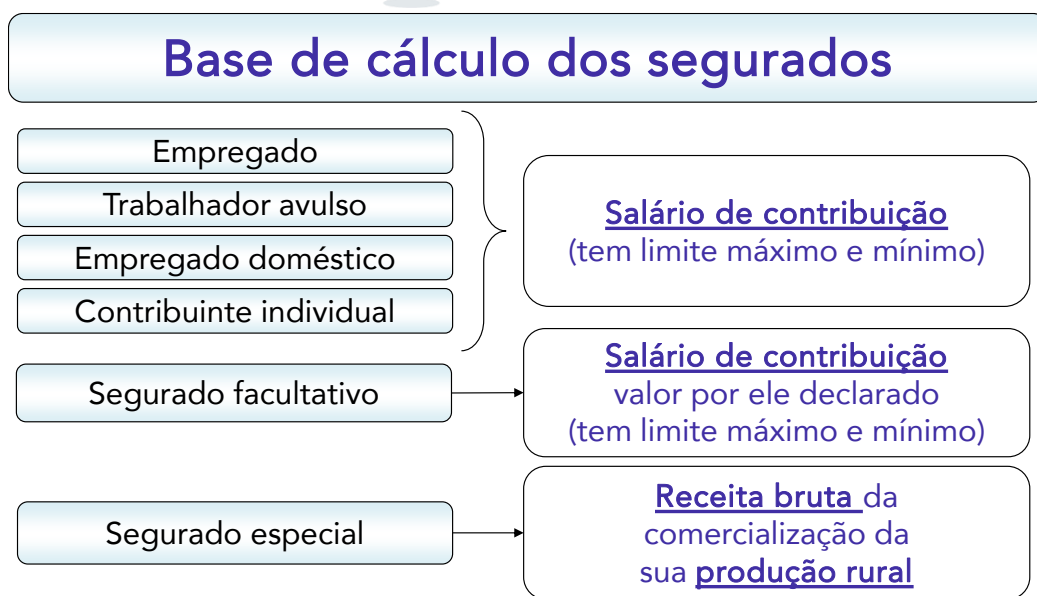 Base de cálculo dos segurados
Empregado
Trabalhador avulso
Empregado doméstico
Contribuinte individual
Salário de contribuição
(tem limite máximo e mínimo)
Segurado facultativo
Salário de contribuição
valor por ele declarado
(tem limite máximo e mínimo)
Segurado especial
Receita bruta da
comercialização da
sua produção rural